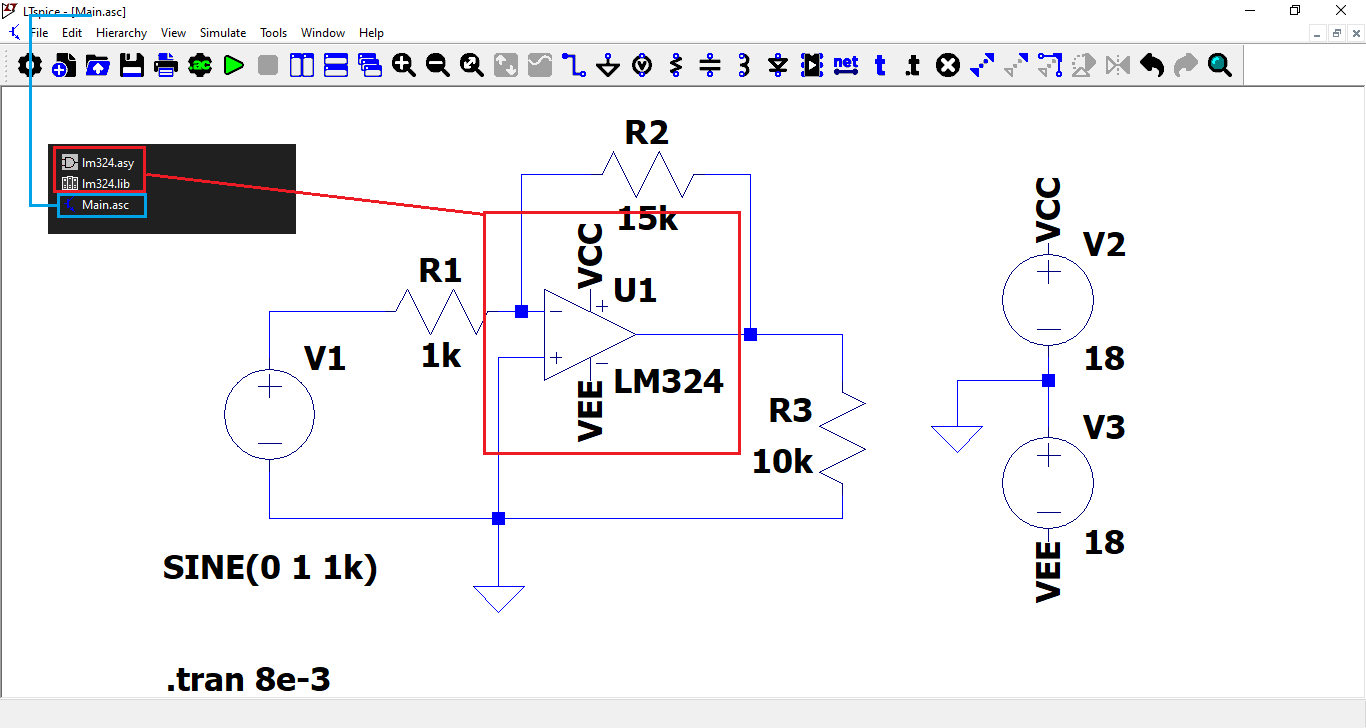 LTspice - [Main.asc]
File Edit Hierarchy View Simulate Tools Window Help
.ac
net t .t
lm324.asy
lm324.lib
Main.asc
R2
15k
VCC
R1
1k
U1
LM324
VEE
V1
R3
10k
VCC
V2
18
V3
18
VEE
SINE(0 1 1k)
.tran 8e-3